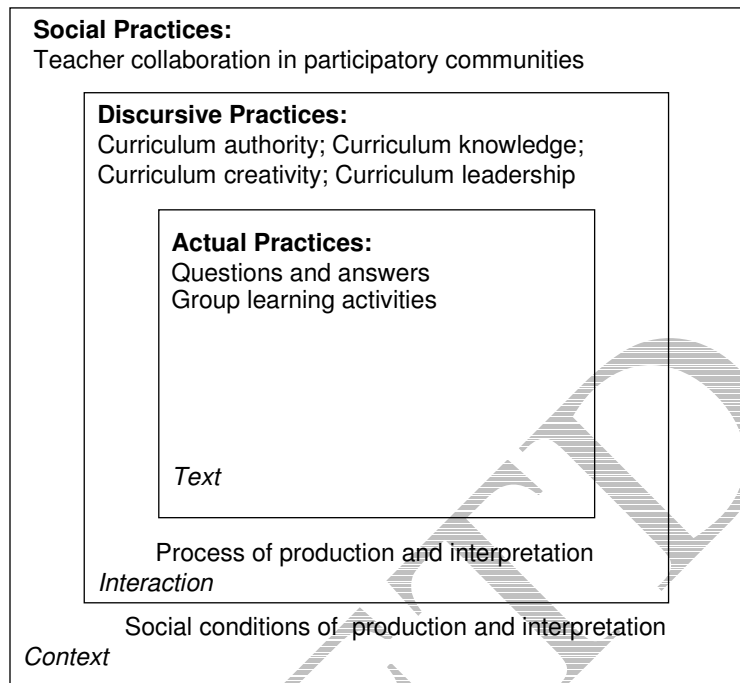 Social Practices:
Teacher collaboration in participatory communities
Discursive Practices:
Curriculum authority; Curriculum knowledge;
Curriculum creativity; Curriculum leadership
Actual Practices:
Questions and answers
Group learning activities
Text
Process of production and interpretation
Interaction
Social conditions of production and interpretation
Context